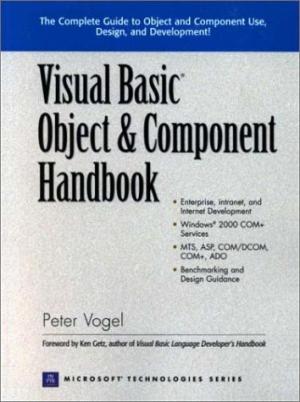 The Complete Guide to Object and Component Use,
Design, and Development!
Visual Basic®
Object & Component
Handbook
• Enterprise, intranet, and
Internet Development
• Windows® 2000 COM+
Services
• MTS, ASP, COM/DCOM,
COM+, ADO
• Benchmarking and
Design Guidance
Peter Vogel
Foreword by Ken Getz, author of Visual Basic Language Developer's Handbook
PH
PTR
MICROSOFT® TECHNOLOGIES SERIES